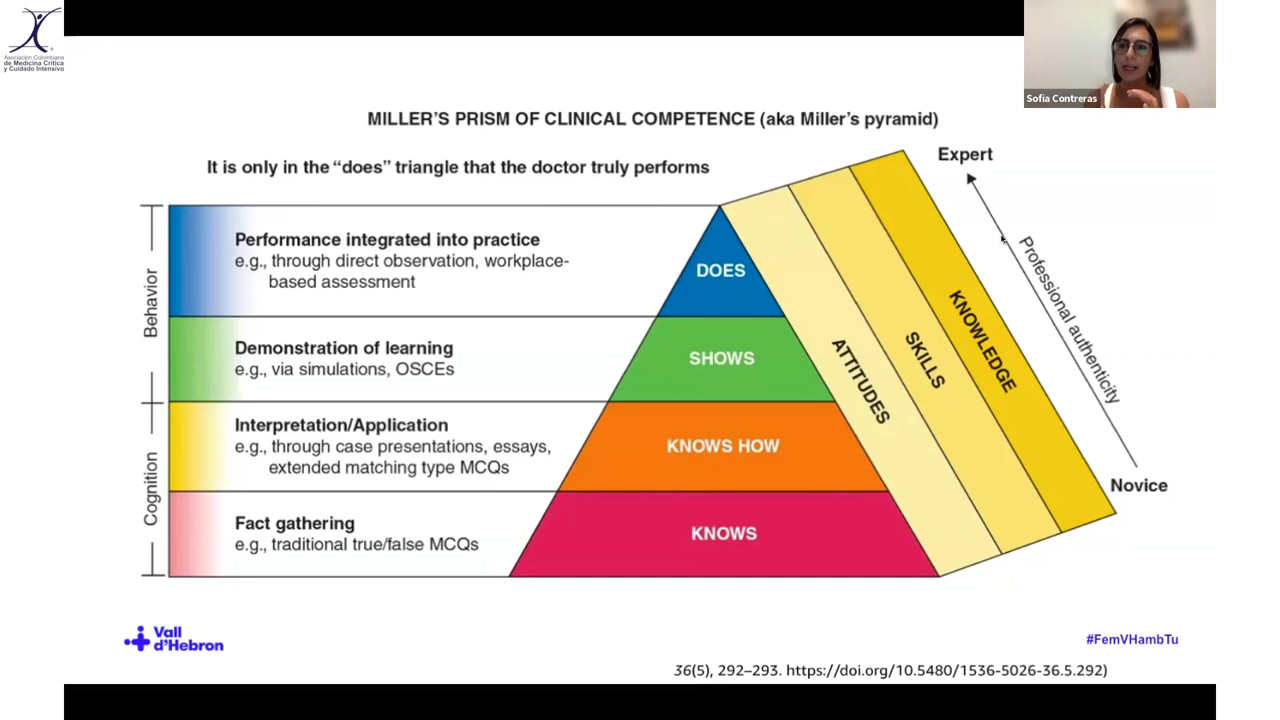 Asociación Colombiana
de Medicina Crítica
y Cuidado Intensivo
Sofia Contreras
MILLER'S PRISM OF CLINICAL COMPETENCE (aka Miller's pyramid)
It is only in the “does” triangle that the doctor truly performs
Expert
Professional authenticity
Novice
Behavior
Performance integrated into practice
e.g., through direct observation, workplace-
based assessment
DOES
Demonstration of learning
e.g., via simulations, OSCEs
SHOWS
Cognition
Interpretation/Application
e.g., through case presentations, essays,
extended matching type MCQs
KNOWS HOW
Fact gathering
e.g., traditional true/false MCQs
KNOWS
ATTITUDES
SKILLS
KNOWLEDGE
Vall
d'Hebron
#FemVHambTu
36(5), 292–293. https://doi.org/10.5480/1536-5026-36.5.292)